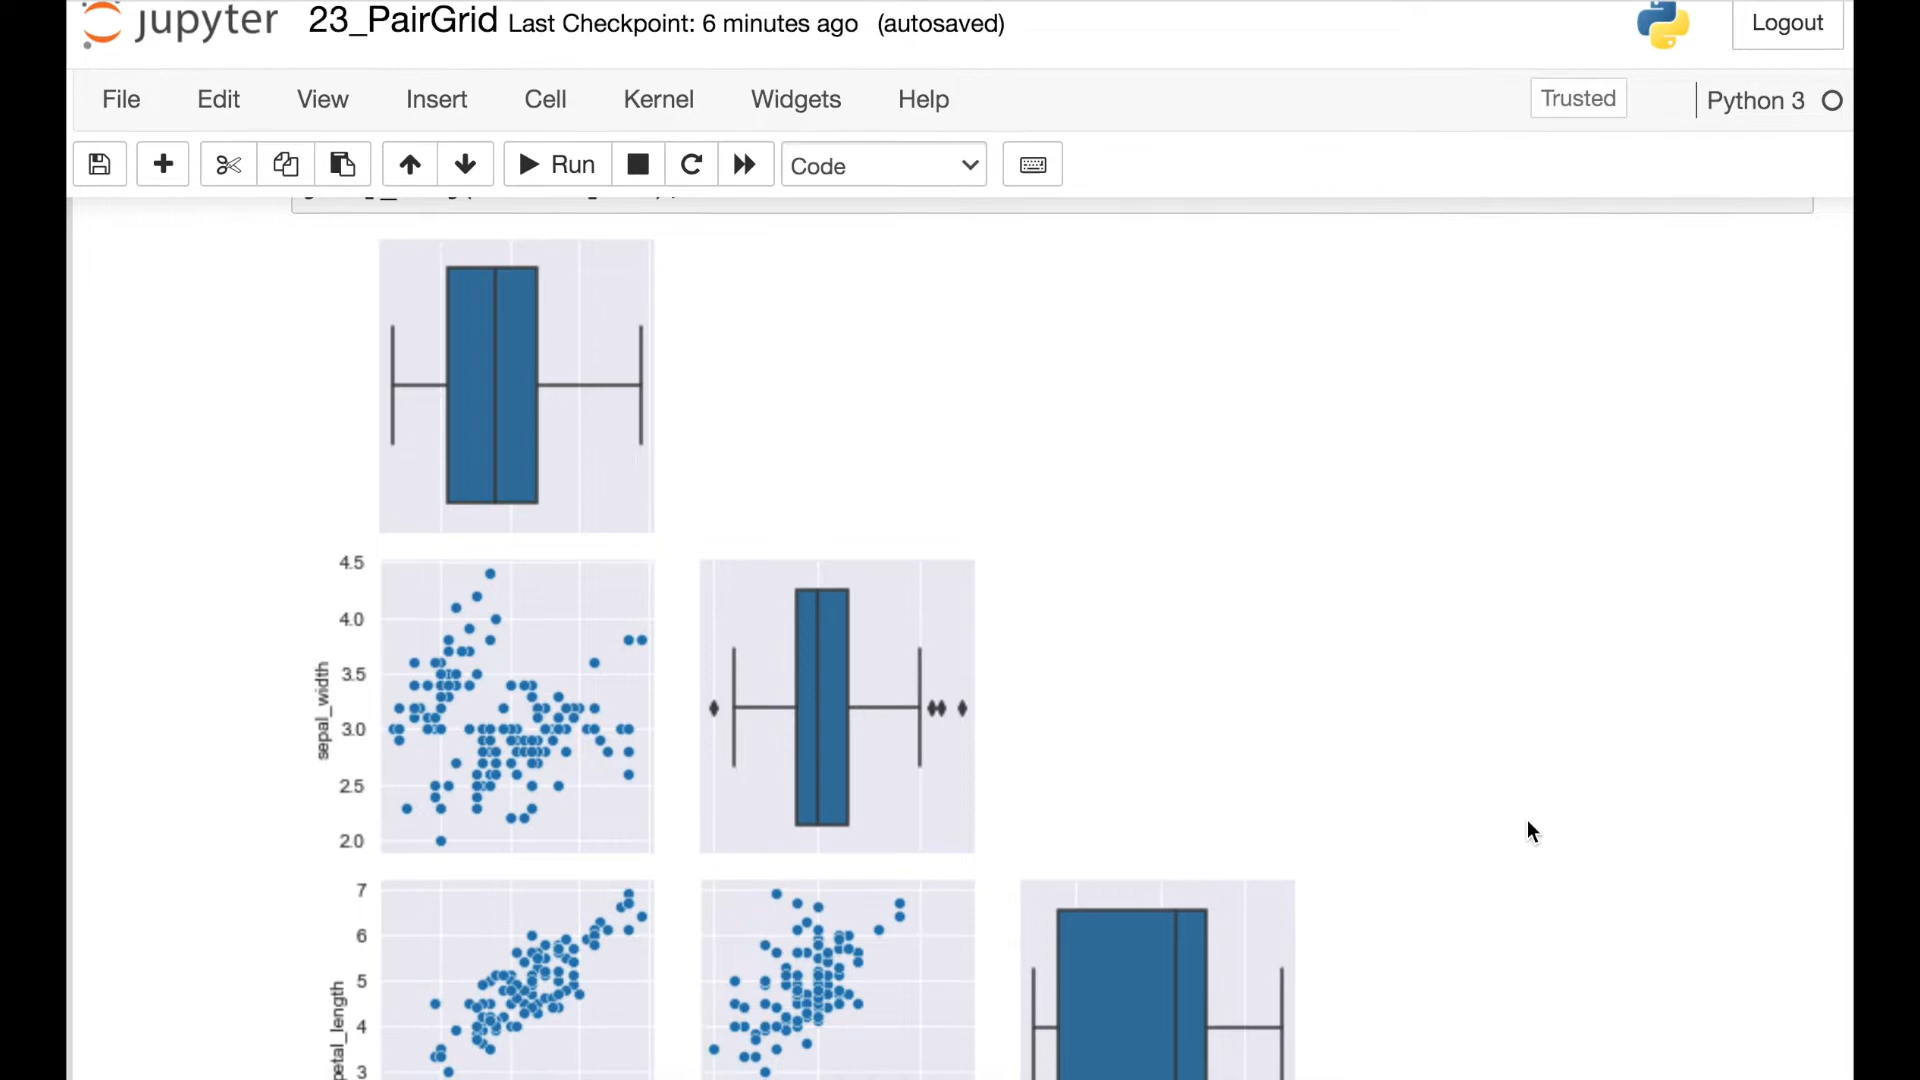 jupyter 23_PairGrid Last Checkpoint: 6 minutes ago (autosaved) Logout
File Edit View Insert Cell Kernel Widgets Help Trusted Python 3
Run Code
4.5
4.0
3.5
3.0
2.5
2.0
sepal_width
7
6
5
4
3
petal_length